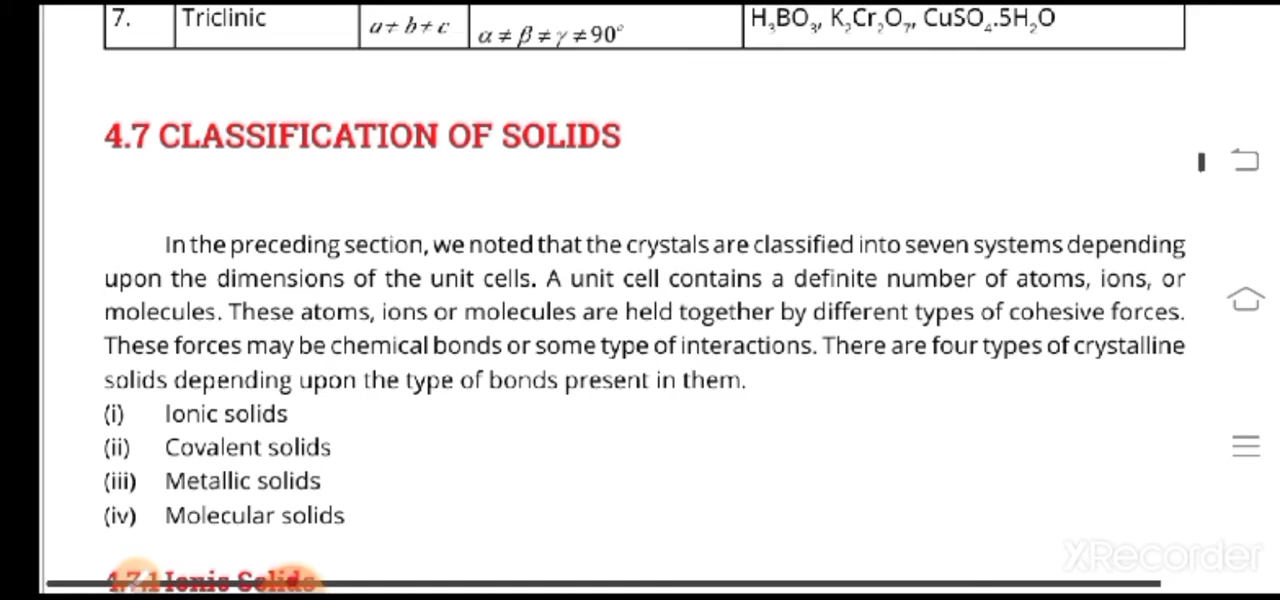 7. Triclinic a ≠ b ≠ c α ≠ β ≠ γ ≠ 90° H₃BO₃, K₂Cr₂O₇, CuSO₄.5H₂O
4.7 CLASSIFICATION OF SOLIDS
In the preceding section, we noted that the crystals are classified into seven systems depending
upon the dimensions of the unit cells. A unit cell contains a definite number of atoms, ions, or
molecules. These atoms, ions or molecules are held together by different types of cohesive forces.
These forces may be chemical bonds or some type of interactions. There are four types of crystalline
solids depending upon the type of bonds present in them.
(i) Ionic solids
(ii) Covalent solids
(iii) Metallic solids
(iv) Molecular solids
4.7.1 Ionic Solids
XRecorder